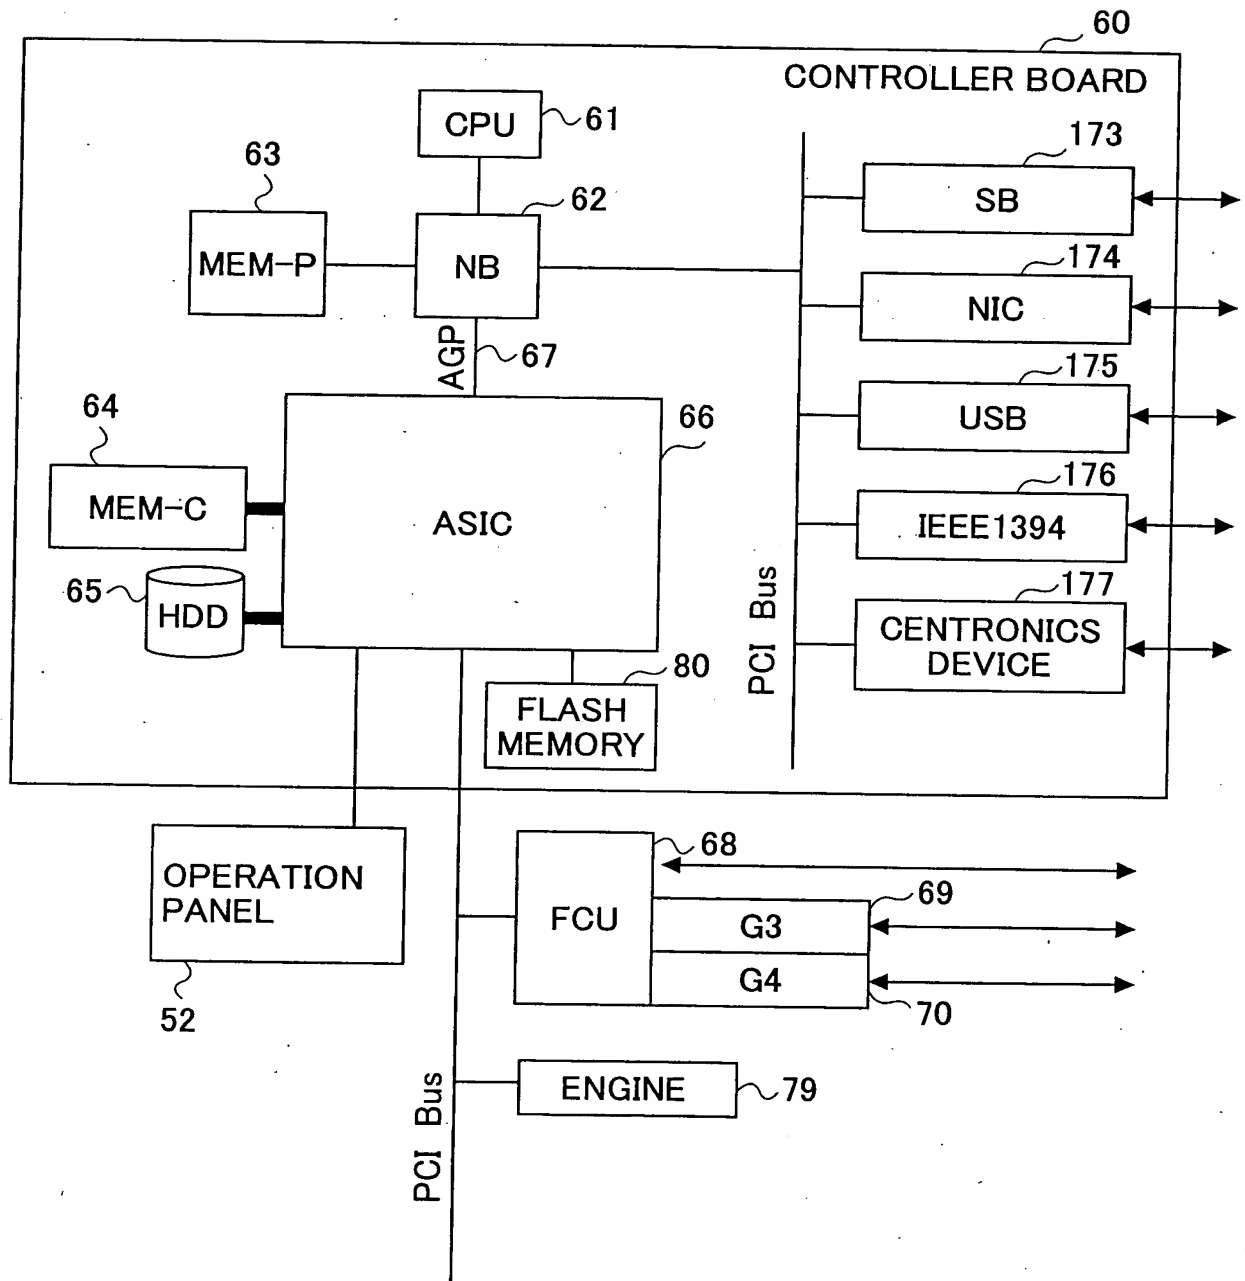 60
CONTROLLER BOARD
CPU
61
173
SB
63
62
MEM-P
NB
174
NIC
AGP
67
175
USB
64
66
MEM-C
ASIC
176
IEEE1394
65
HDD
177
CENTRONICS
DEVICE
PCI Bus
80
FLASH
MEMORY
OPERATION
PANEL
52
68
FCU
69
G3
G4
70
ENGINE
79
PCI Bus